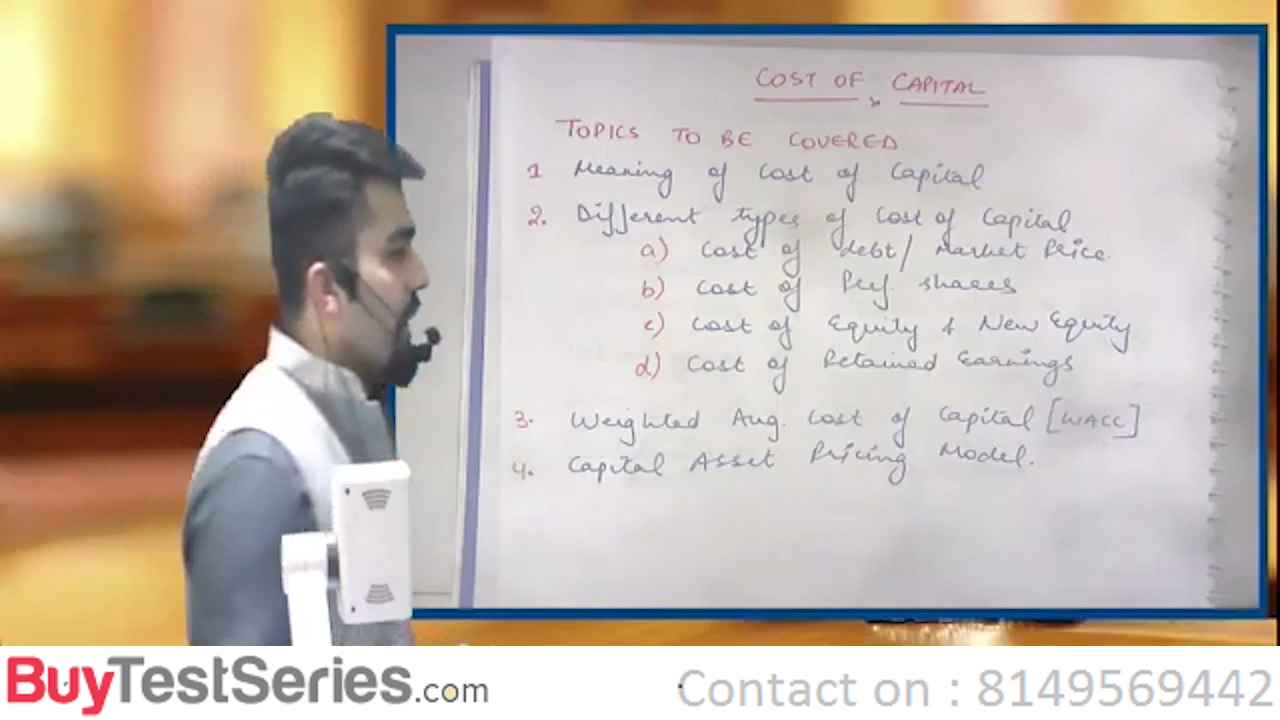 COST OF CAPITAL
TOPICS TO BE COVERED
1 Meaning of Cost of Capital
2. Different types of Cost of Capital
a) Cost of debt/ Market Price.
b) Cost of Pref. shares
c) Cost of Equity & New Equity
d) Cost of Retained Earnings
3. Weighted Avg. Cost of Capital [WACC]
4. Capital Asset Pricing Model.
BuyTestSeries.com
Contact on : 8149569442